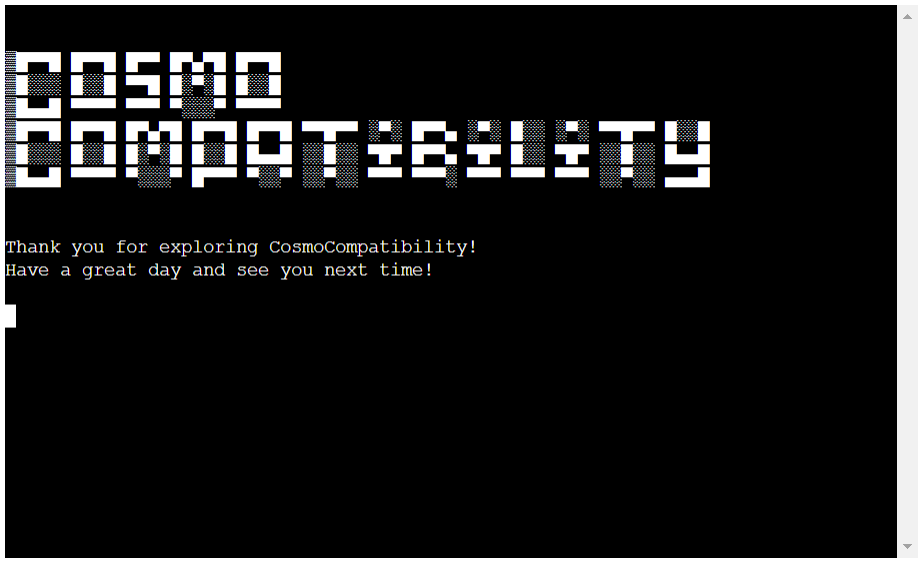 COSMO
COMPATIBILITY
Thank you for exploring CosmoCompatibility!
Have a great day and see you next time!